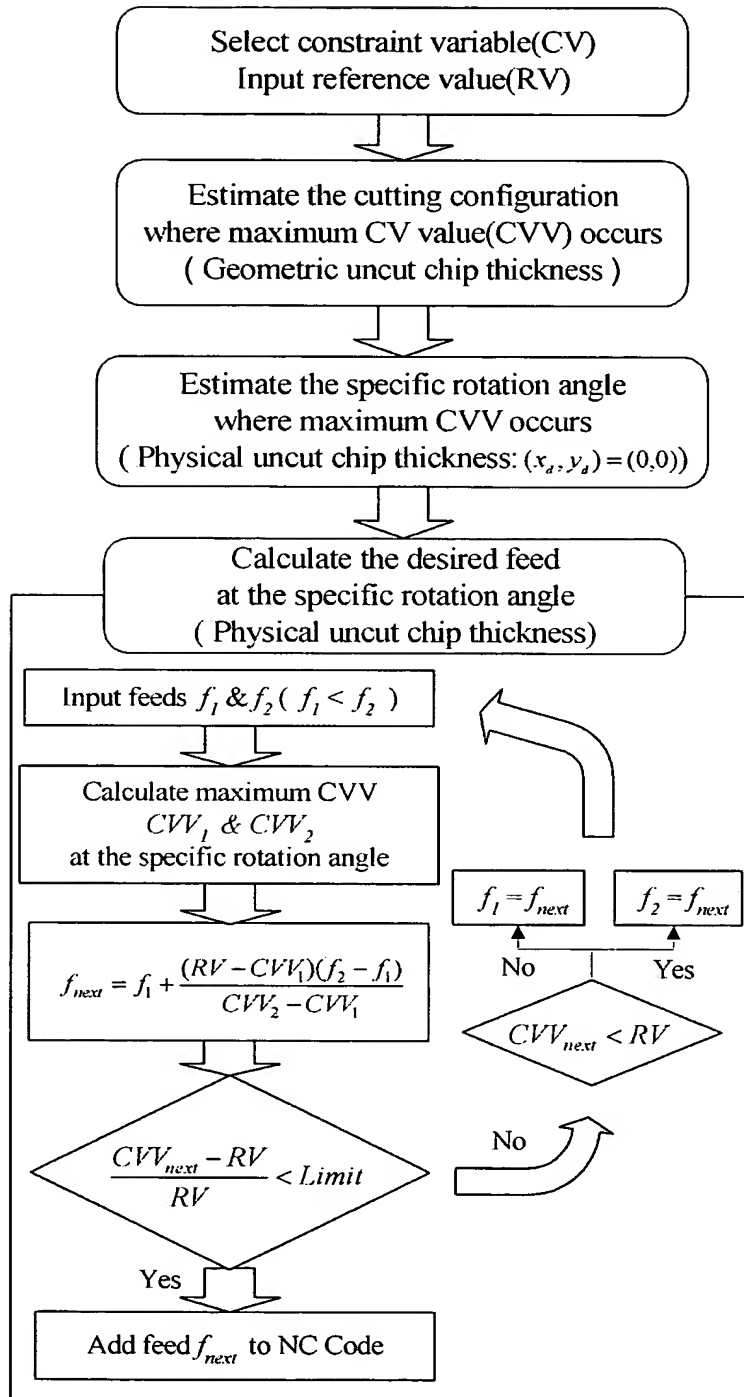 Select constraint variable(CV)
Input reference value(RV)
Estimate the cutting configuration
where maximum CV value(CVV) occurs
( Geometric uncut chip thickness )
Estimate the specific rotation angle
where maximum CVV occurs
( Physical uncut chip thickness: (x_d, y_d) = (0,0))
Calculate the desired feed
at the specific rotation angle
( Physical uncut chip thickness)
Input feeds f_1 & f_2 ( f_1 < f_2 )
Calculate maximum CVV
CVV_1 & CVV_2
at the specific rotation angle
f_next = f_1 + (RV − CVV_1)(f_2 − f_1) / CVV_2 − CVV_1
f_1 = f_next
f_2 = f_next
No
Yes
CVV_next < RV
No
CVV_next − RV / RV < Limit
Yes
Add feed f_next to NC Code